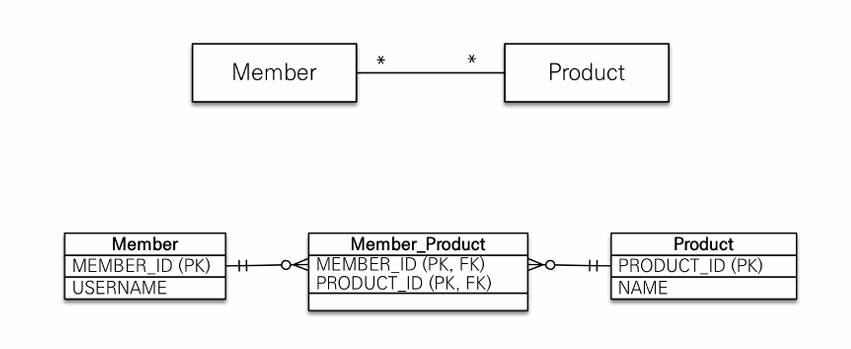 Member * * Product
Member
MEMBER_ID (PK)
USERNAME
Member_Product
MEMBER_ID (PK, FK)
PRODUCT_ID (PK, FK)
Product
PRODUCT_ID (PK)
NAME